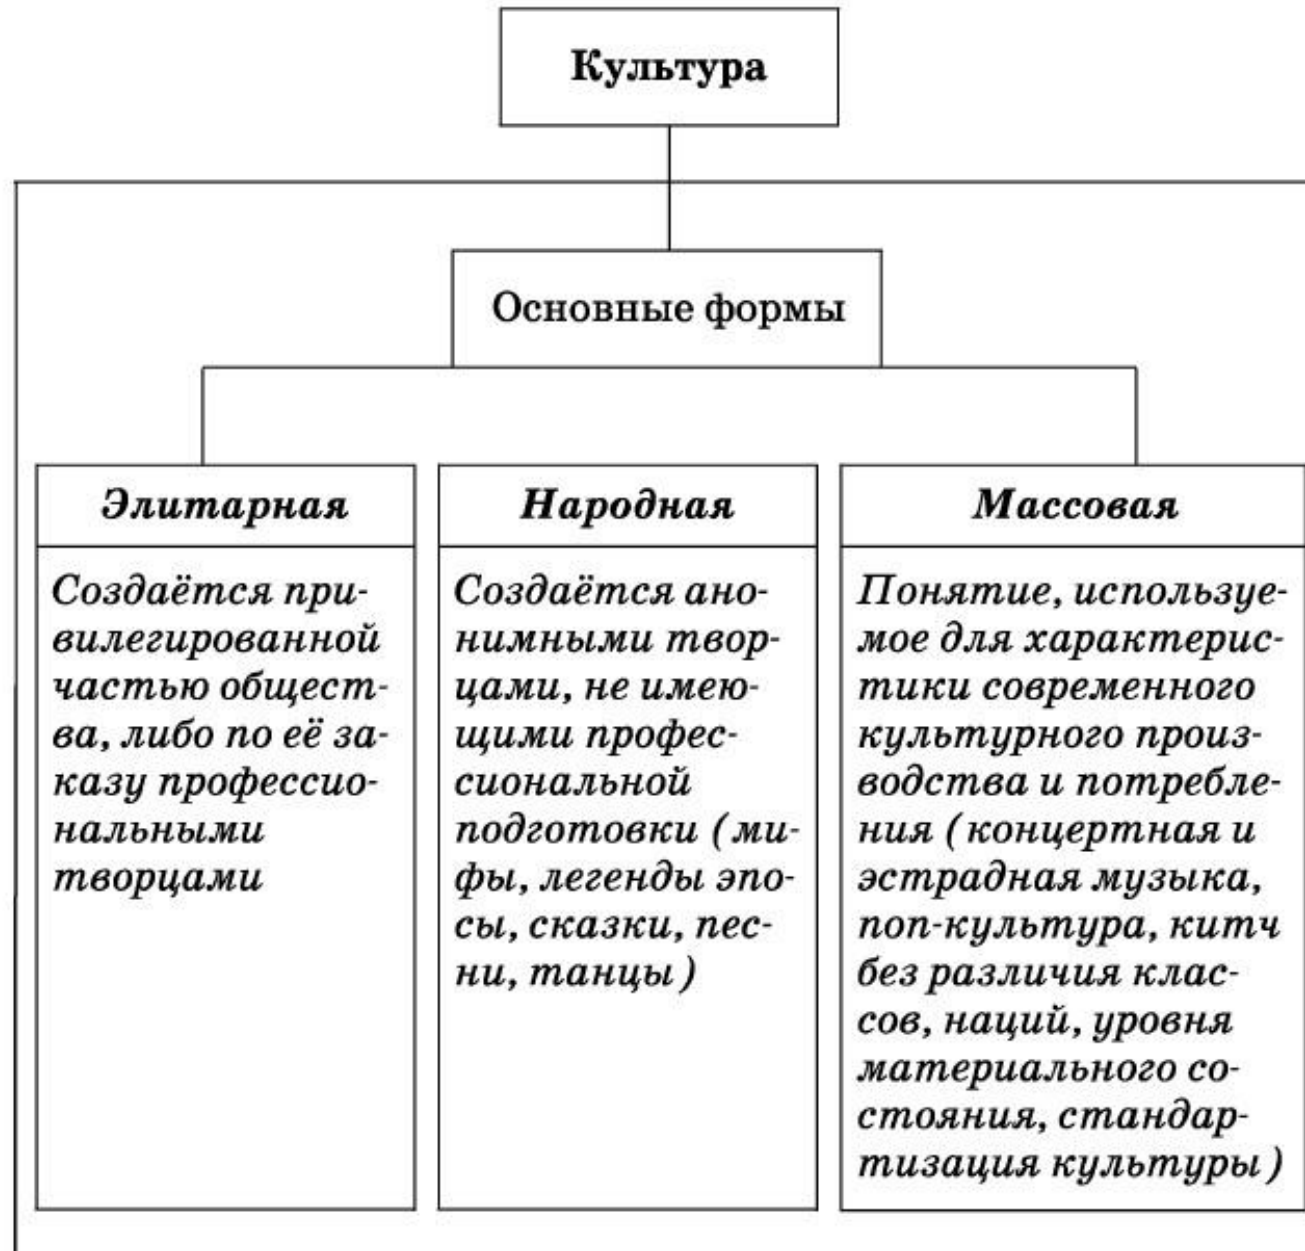 Культура
Основные формы
Элитарная
Создаётся при-
вилегированной
частью общест-
ва, либо по её за-
казу профессио-
нальными
творцами
Народная
Создаётся ано-
нимными твор-
цами, не имею-
щими профес-
сиональной
подготовки (ми-
фы, легенды эпо-
сы, сказки, пес-
ни, танцы)
Массовая
Понятие, используе-
мое для характерис-
тики современного
культурного произ-
водства и потребле-
ния (концертная и
эстрадная музыка,
поп-культура, китч
без различия клас-
сов, наций, уровня
материального со-
стояния, стандар-
тизация культуры)